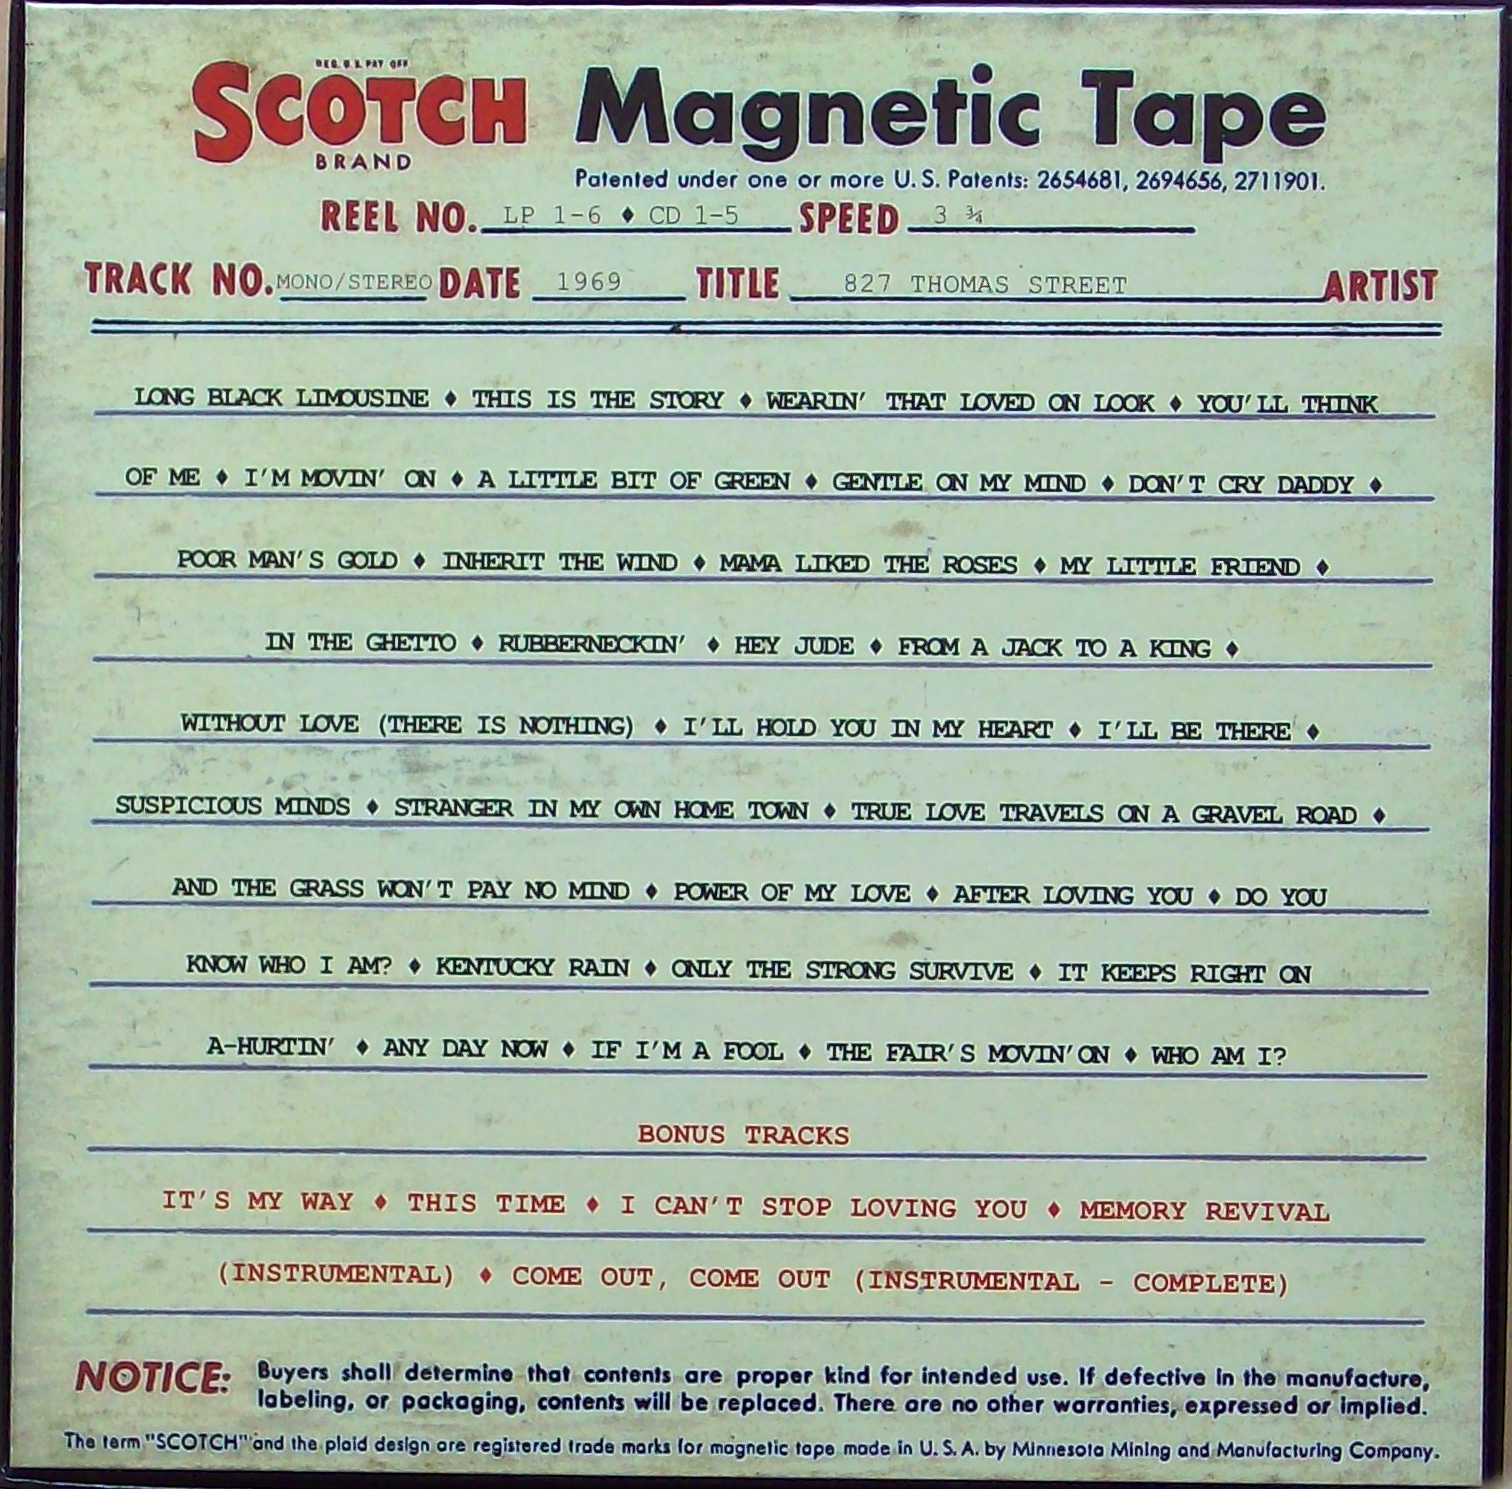 REG. U.S. PAT OFF
SCOTCH Magnetic Tape
BRAND
Patented under one or more U.S. Patents: 2654681, 2694656, 2711901.
REEL NO. LP 1-6 ♦ CD 1-5 SPEED 3 ¾
TRACK NO. MONO/STEREO DATE 1969 TITLE 827 THOMAS STREET ARTIST
LONG BLACK LIMOUSINE ♦ THIS IS THE STORY ♦ WEARIN' THAT LOVED ON LOOK ♦ YOU'LL THINK
OF ME ♦ I'M MOVIN' ON ♦ A LITTLE BIT OF GREEN ♦ GENTLE ON MY MIND ♦ DON'T CRY DADDY ♦
POOR MAN'S GOLD ♦ INHERIT THE WIND ♦ MAMA LIKED THE ROSES ♦ MY LITTLE FRIEND ♦
IN THE GHETTO ♦ RUBBERNECKIN' ♦ HEY JUDE ♦ FROM A JACK TO A KING ♦
WITHOUT LOVE (THERE IS NOTHING) ♦ I'LL HOLD YOU IN MY HEART ♦ I'LL BE THERE ♦
SUSPICIOUS MINDS ♦ STRANGER IN MY OWN HOME TOWN ♦ TRUE LOVE TRAVELS ON A GRAVEL ROAD ♦
AND THE GRASS WON'T PAY NO MIND ♦ POWER OF MY LOVE ♦ AFTER LOVING YOU ♦ DO YOU
KNOW WHO I AM? ♦ KENTUCKY RAIN ♦ ONLY THE STRONG SURVIVE ♦ IT KEEPS RIGHT ON
A-HURTIN' ♦ ANY DAY NOW ♦ IF I'M A FOOL ♦ THE FAIR'S MOVIN'ON ♦ WHO AM I?
BONUS TRACKS
IT'S MY WAY ♦ THIS TIME ♦ I CAN'T STOP LOVING YOU ♦ MEMORY REVIVAL
(INSTRUMENTAL) ♦ COME OUT, COME OUT (INSTRUMENTAL - COMPLETE)
NOTICE: Buyers shall determine that contents are proper kind for intended use. If defective in the manufacture,
labeling, or packaging, contents will be replaced. There are no other warranties, expressed or implied.
The term "SCOTCH" and the plaid design are registered trade marks for magnetic tape made in U.S.A. by Minnesota Mining and Manufacturing Company.